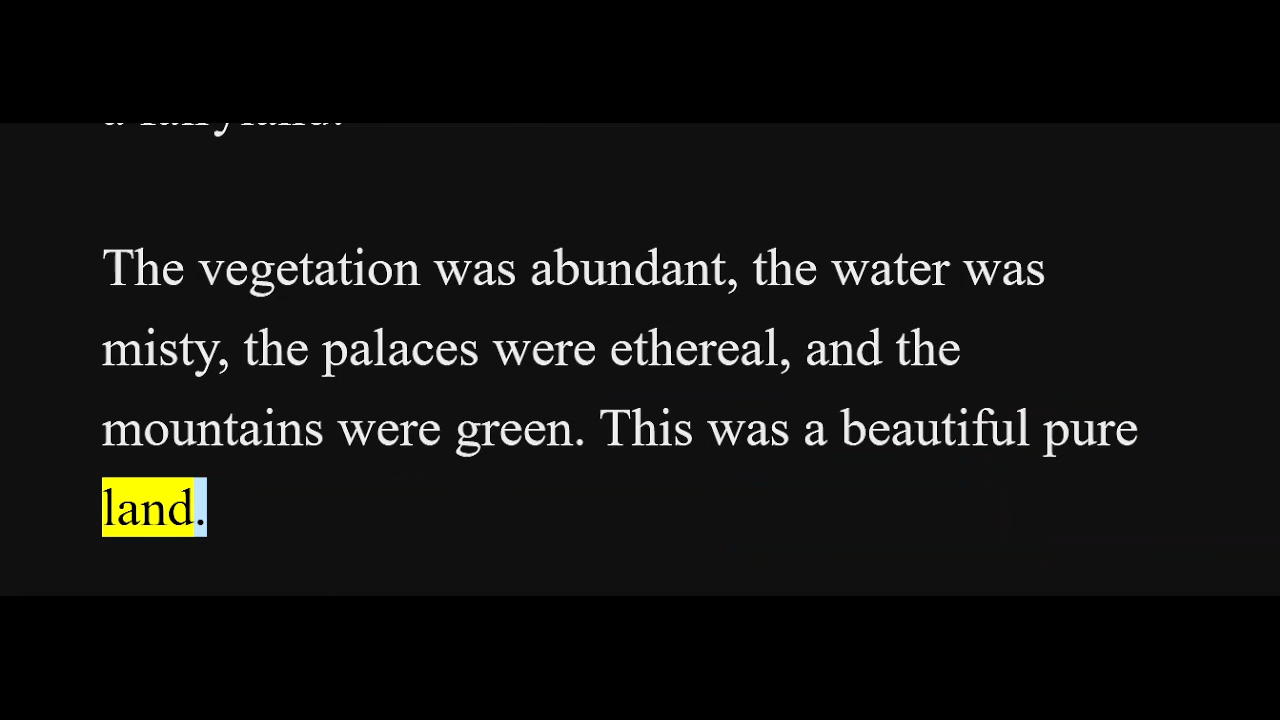 a fairyland.
The vegetation was abundant, the water was
misty, the palaces were ethereal, and the
mountains were green. This was a beautiful pure
land.